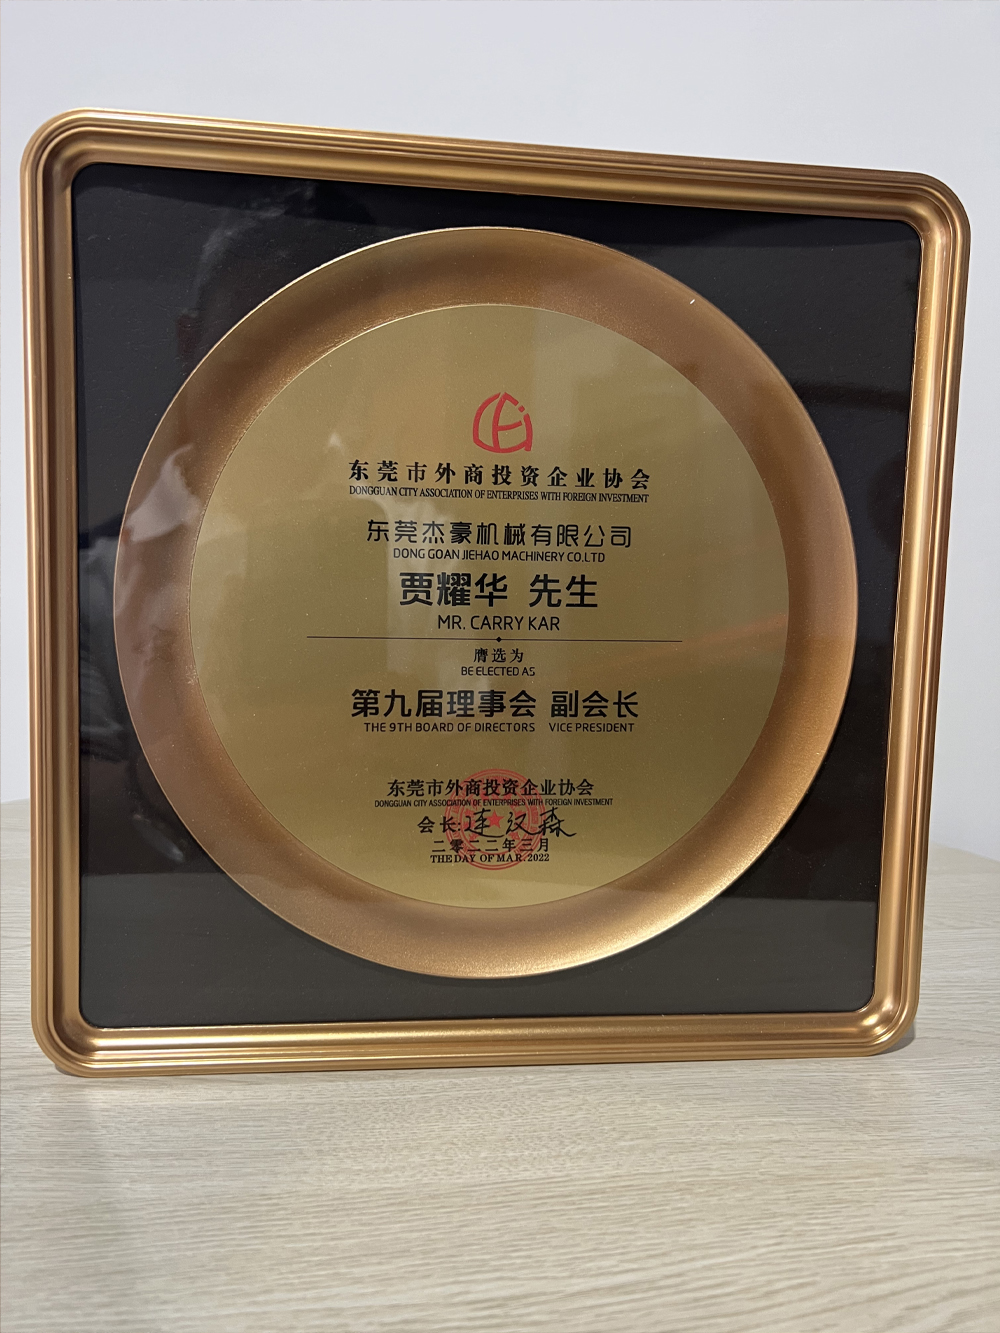 东莞市外商投资企业协会
DONGGUAN CITY ASSOCIATION OF ENTERPRISES WITH FOREIGN INVESTMENT
东莞杰豪机械有限公司
DONG GOAN JIEHAO MACHINERY CO.LTD
贾耀华 先生
MR. CARRY KAR
膺选为
BE ELECTED AS
第九届理事会 副会长
THE 9TH BOARD OF DIRECTORS VICE PRESIDENT
东莞市外商投资企业协会
DONGGUAN CITY ASSOCIATION OF ENTERPRISES WITH FOREIGN INVESTMENT
会长:连汉森
二零二二年三月
THE DAY OF MAR. 2022